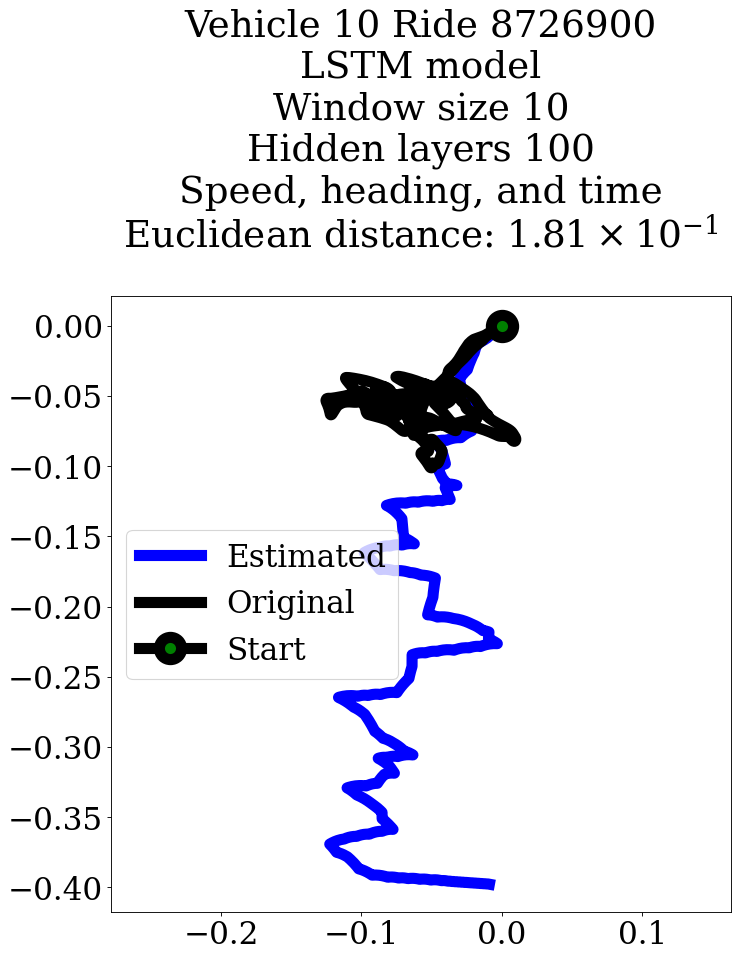 Vehicle 10 Ride 8726900
LSTM model
Window size 10
Hidden layers 100
Speed, heading, and time
Euclidean distance: 1.81 × 10⁻¹
0.00
−0.05
−0.10
−0.15
−0.20
−0.25
−0.30
−0.35
−0.40
Estimated
Original
Start
−0.2
−0.1
0.0
0.1